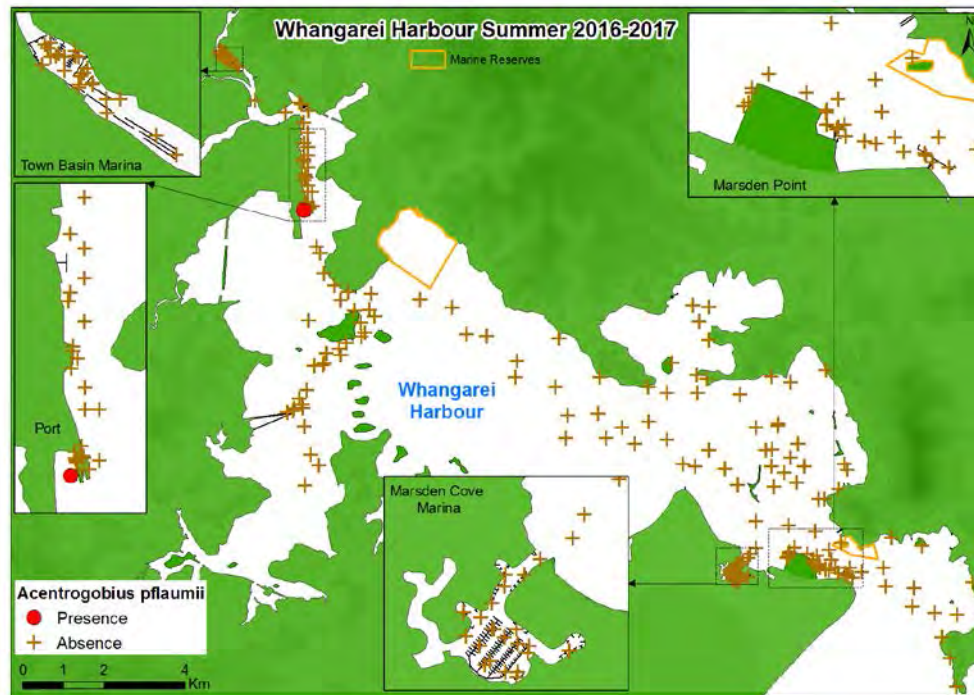 Whangarei Harbour Summer 2016-2017
Marine Reserves
N
Town Basin Marina
Marsden Point
Port
Whangarei
Harbour
Marsden Cove
Marina
Acentrogobius pflaumii
Presence
Absence
0 1 2 4
Km